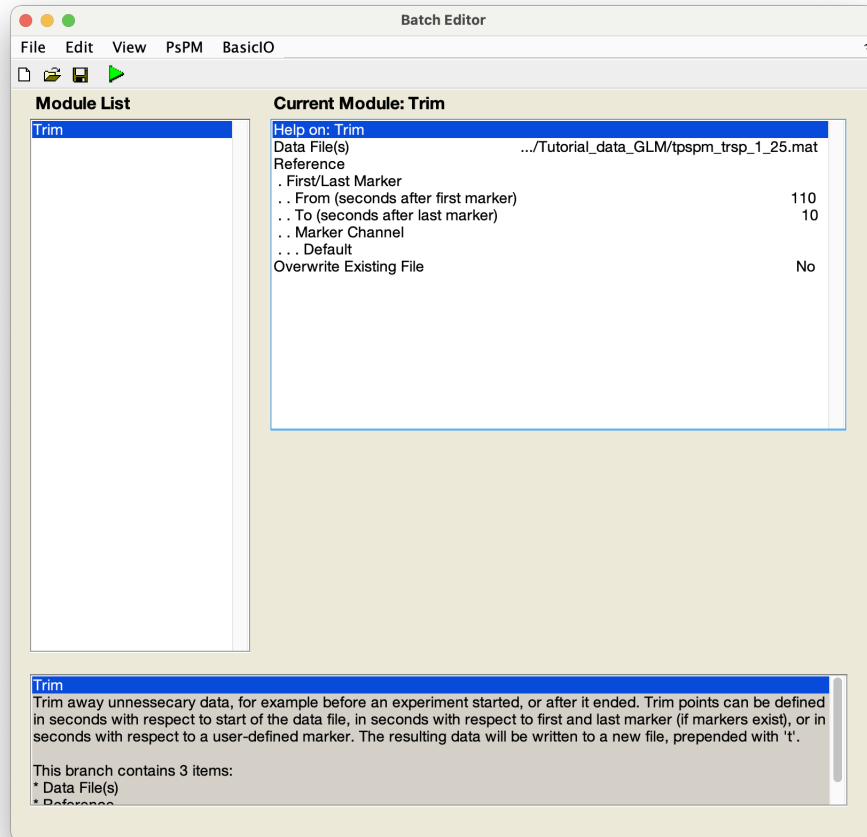 Batch Editor
File Edit View PsPM BasicIO
Module List
Current Module: Trim
Trim
Help on: Trim
Data File(s) .../Tutorial_data_GLM/tpspm_trsp_1_25.mat
Reference
. First/Last Marker
. . From (seconds after first marker) 110
. . To (seconds after last marker) 10
. . Marker Channel
. . . Default
Overwrite Existing File No
Trim
Trim away unnessecary data, for example before an experiment started, or after it ended. Trim points can be defined
in seconds with respect to start of the data file, in seconds with respect to first and last marker (if markers exist), or in
seconds with respect to a user-defined marker. The resulting data will be written to a new file, prepended with 't'.
This branch contains 3 items:
* Data File(s)
* Reference